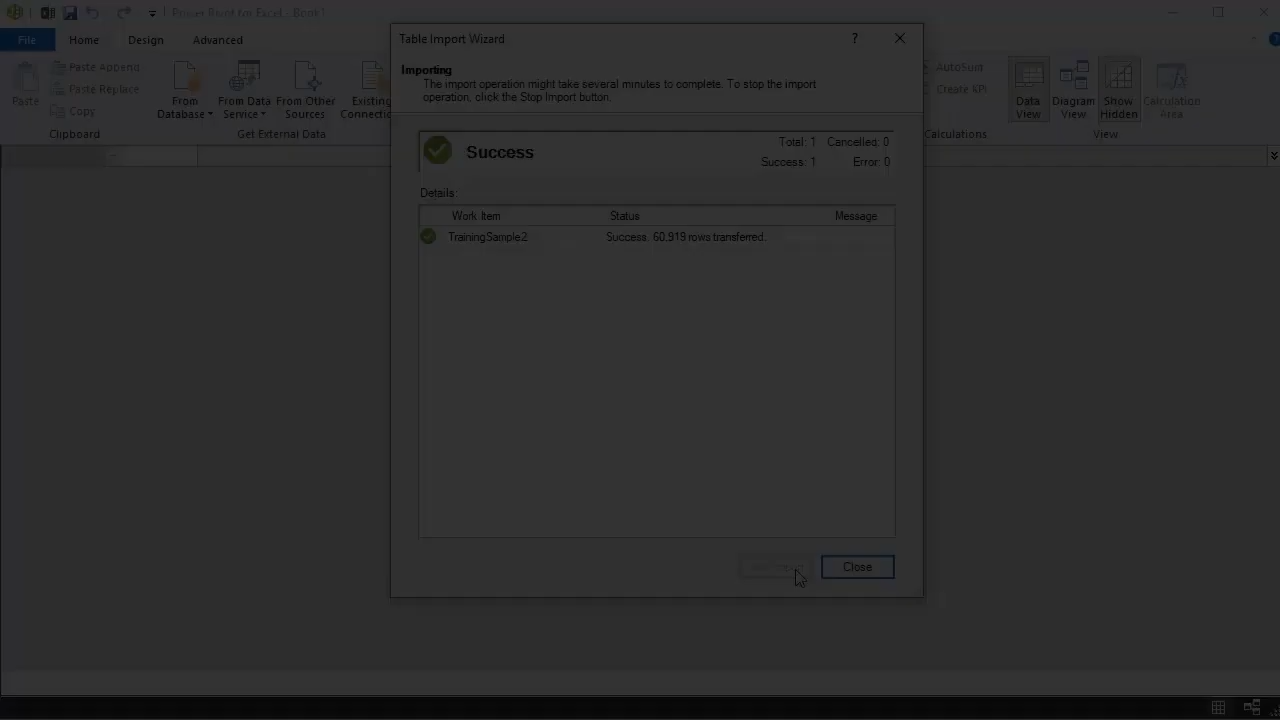 Power Pivot for Excel - Book1
File
Home
Design
Advanced
Paste
Paste Append
Paste Replace
Copy
Clipboard
From
Database
From Data
Service
From Other
Sources
Existing
Get External Data
Table Import Wizard
?
Importing
The import operation might take several minutes to complete. To stop the import
operation, click the Stop Import button.
Success
Total: 1 Cancelled: 0
Success: 1 Error: 0
Details:
Work Item Status Message
TrainingSample2 Success. 60,919 rows transferred.
Close
AutoSum
Create KPI
Calculations
Data
View
Diagram
View
Show
Hidden
Calculation
Area
View